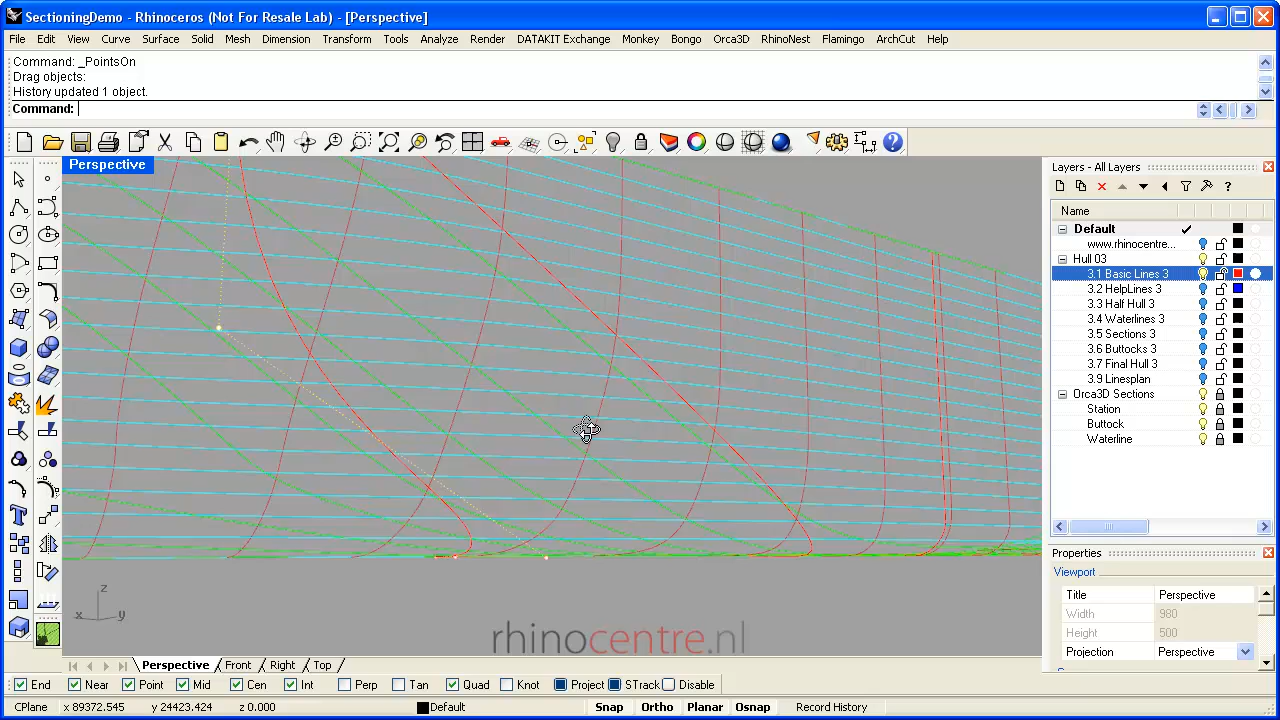 SectioningDemo - Rhinoceros (Not For Resale Lab) - [Perspective]
File Edit View Curve Surface Solid Mesh Dimension Transform Tools Analyze Render DATAKIT Exchange Monkey Bongo Orca3D RhinoNest Flamingo ArchCut Help
Command: _PointsOn
Drag objects:
History updated 1 object.
Command:
Perspective
Layers - All Layers
Name
Default
www.rhinocentre...
Hull 03
3.1 Basic Lines 3
3.2 HelpLines 3
3.3 Half Hull 3
3.4 Waterlines 3
3.5 Sections 3
3.6 Buttocks 3
3.7 Final Hull 3
3.9 Linesplan
Orca3D Sections
Station
Buttock
Waterline
Properties
Viewport
Title Perspective
Width 980
Height 500
Projection Perspective
z
x y
rhinocentre.nl
Perspective Front Right Top
End Near Point Mid Cen Int Perp Tan Quad Knot Project STrack Disable
CPlane x 89372.545 y 24423.424 z 0.000 Default Snap Ortho Planar Osnap Record History